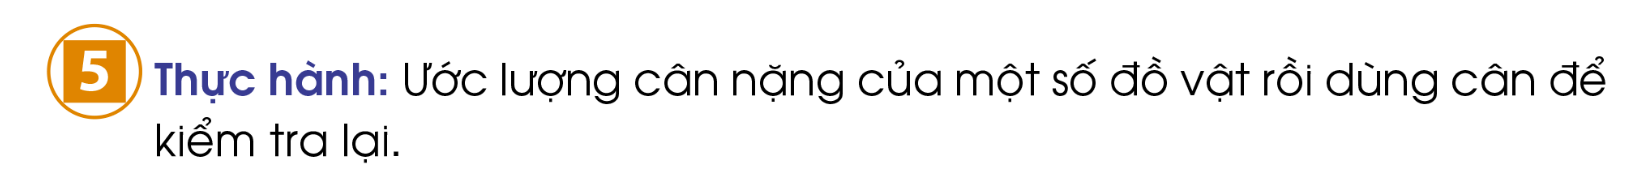 5 Thực hành: Ước lượng cân nặng của một số đồ vật rồi dùng cân để
kiểm tra lại.